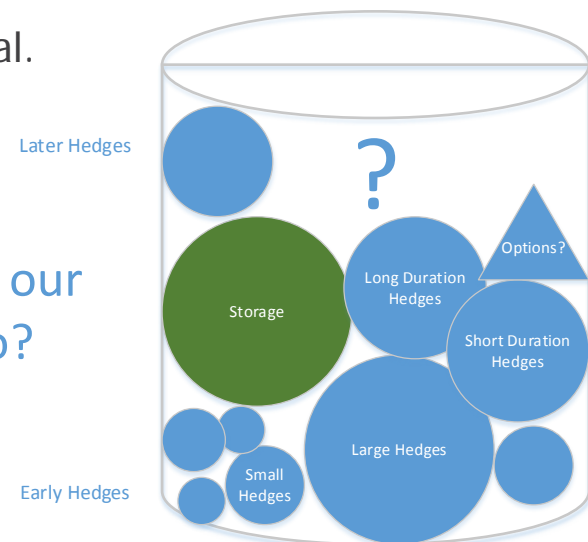 al.
Later Hedges
?
Options?
our
Long Duration
Hedges
Storage
o?
Short Duration
Hedges
Large Hedges
Small
Hedges
Early Hedges